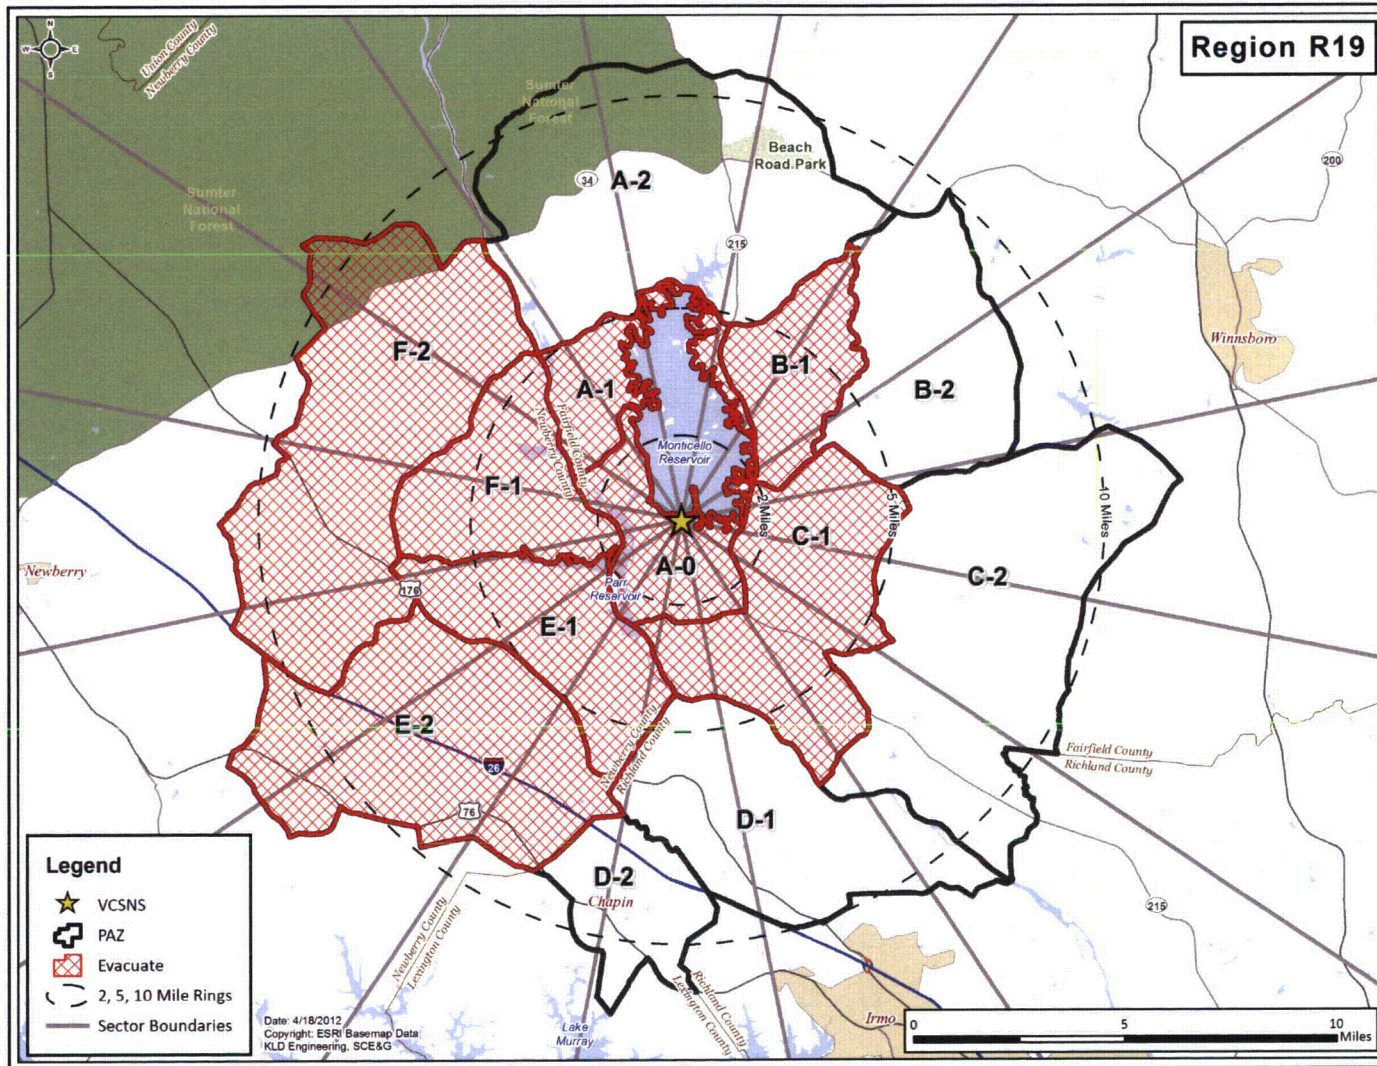 Region R19
N
W
E
S
Union County
Newberry County
Sumter
National
Forest
Beach
Road Park
200
34
A-2
Sumter
National
Forest
215
Winnsboro
F-2
B-1
A-1
B-2
Fairfield County
Newberry County
Monticello
Reservoir
F-1
2 Miles
5 Miles
10 Miles
C-1
A-0
C-2
Newberry
176
Parr
Reservoir
E-1
E-2
Newberry County
Richland County
Fairfield County
Richland County
26
76
D-1
D-2
Chapin
215
Newberry County
Lexington County
Richland County
Lexington County
Irmo
Lake
Murray
Legend
VCSNS
PAZ
Evacuate
2, 5, 10 Mile Rings
Sector Boundaries
Date: 4/18/2012
Copyright: ESRI Basemap Data
KLD Engineering, SCE&G
0
5
10
Miles